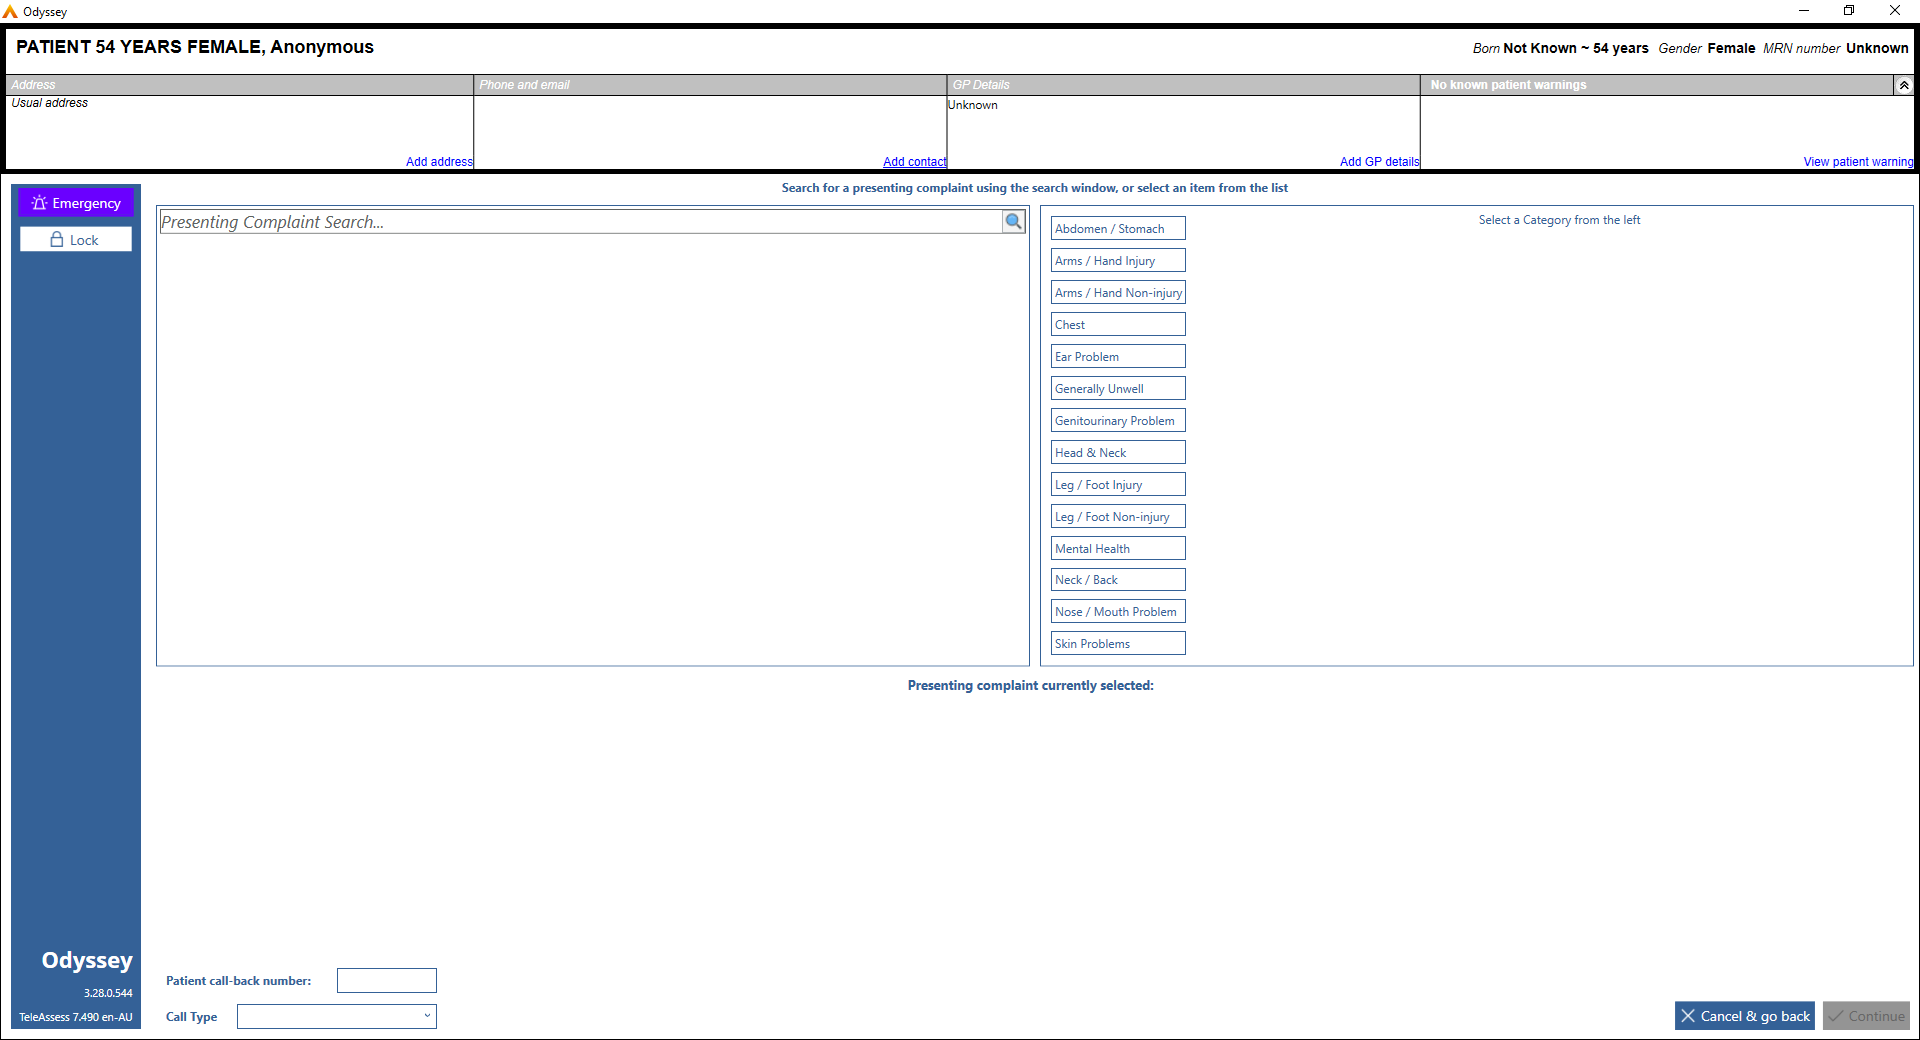 Odyssey
PATIENT 54 YEARS FEMALE, Anonymous
Born Not Known ~ 54 years Gender Female MRN number Unknown
Address
Phone and email
GP Details
No known patient warnings
Usual address
Unknown
Add address
Add contact
Add GP details
View patient warning
Emergency
Lock
Search for a presenting complaint using the search window, or select an item from the list
Presenting Complaint Search...
Select a Category from the left
Abdomen / Stomach
Arms / Hand Injury
Arms / Hand Non-injury
Chest
Ear Problem
Generally Unwell
Genitourinary Problem
Head & Neck
Leg / Foot Injury
Leg / Foot Non-injury
Mental Health
Neck / Back
Nose / Mouth Problem
Skin Problems
Presenting complaint currently selected:
Odyssey
3.28.0.544
TeleAssess 7.490 en-AU
Patient call-back number:
Call Type
Cancel & go back
Continue